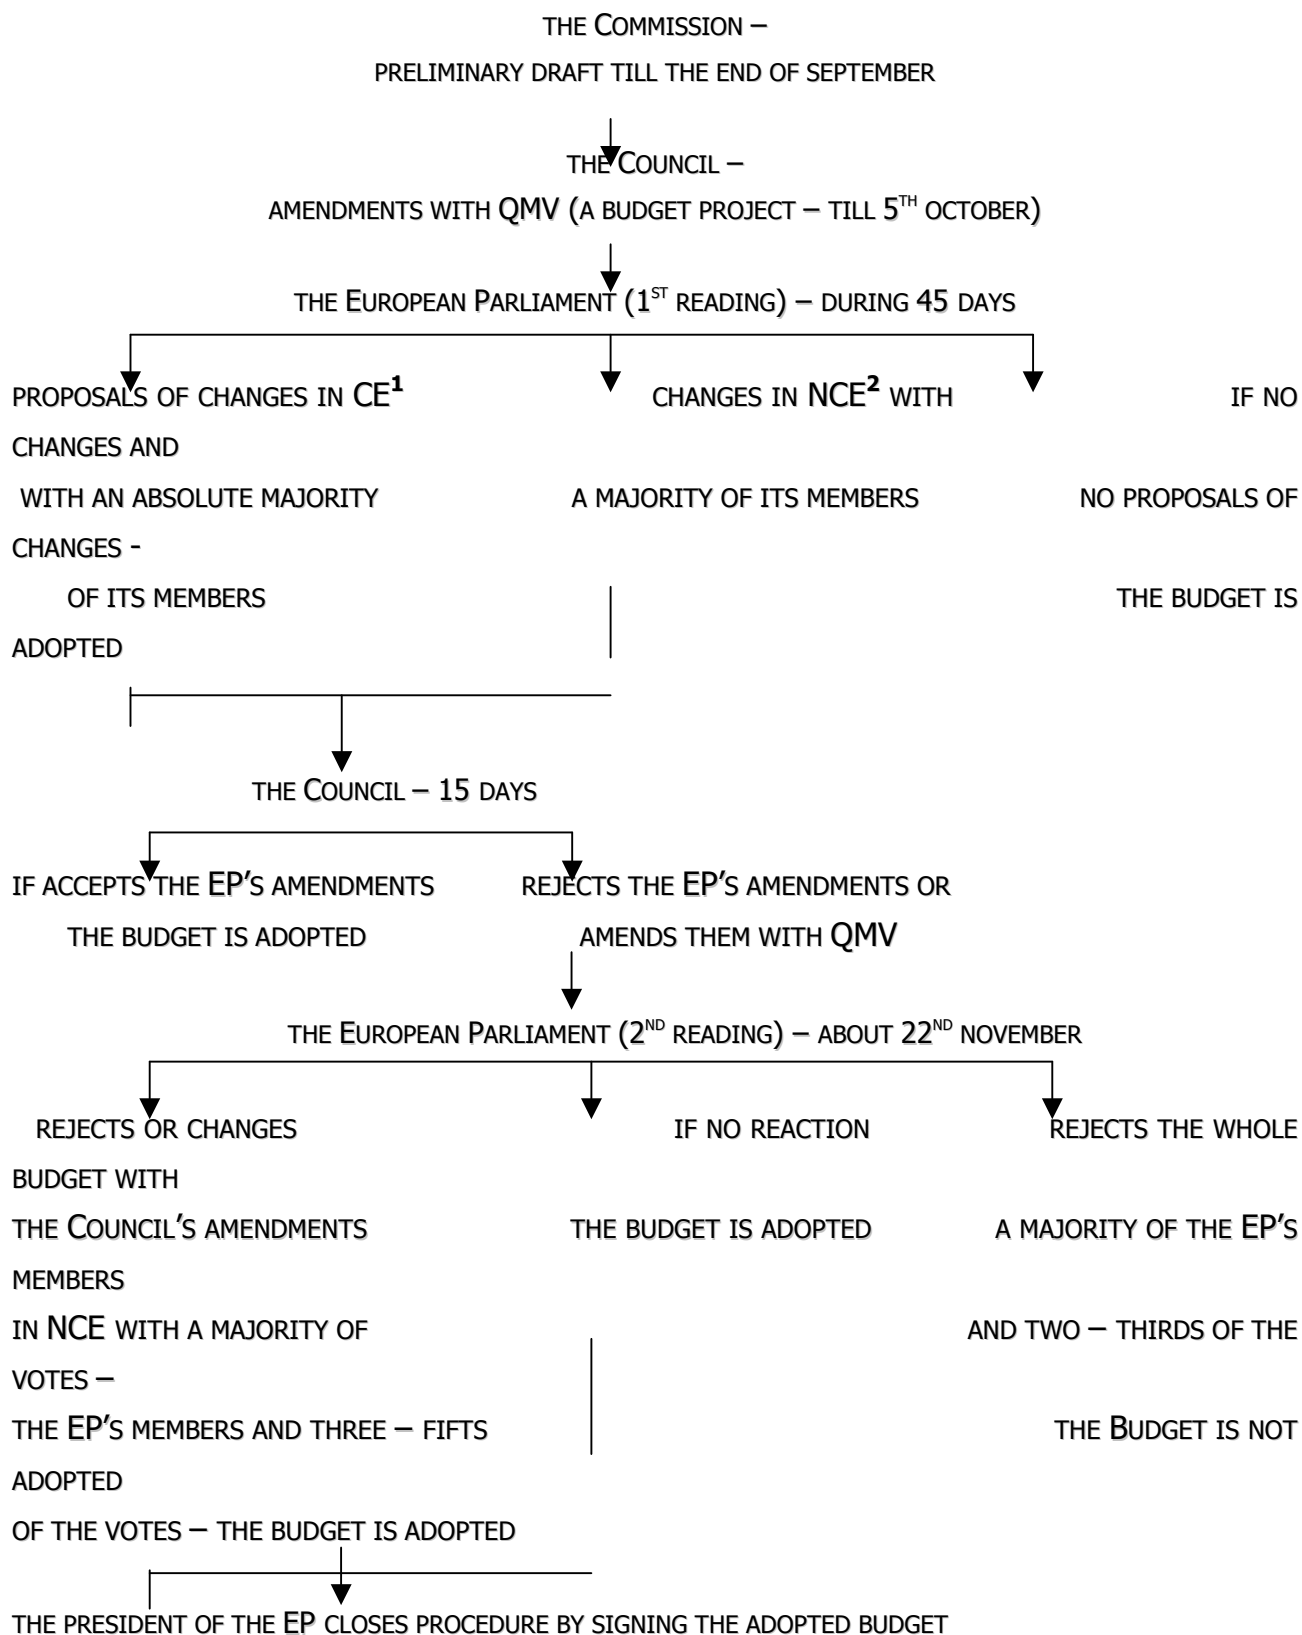 THE COMMISSION –
PRELIMINARY DRAFT TILL THE END OF SEPTEMBER
THE COUNCIL –
AMENDMENTS WITH QMV (A BUDGET PROJECT – TILL 5TH OCTOBER)
THE EUROPEAN PARLIAMENT (1ST READING) – DURING 45 DAYS
PROPOSALS OF CHANGES IN CE1 CHANGES IN NCE2 WITH IF NO
CHANGES AND
WITH AN ABSOLUTE MAJORITY A MAJORITY OF ITS MEMBERS NO PROPOSALS OF
CHANGES -
OF ITS MEMBERS THE BUDGET IS
ADOPTED
THE COUNCIL – 15 DAYS
IF ACCEPTS THE EP'S AMENDMENTS REJECTS THE EP'S AMENDMENTS OR
THE BUDGET IS ADOPTED AMENDS THEM WITH QMV
THE EUROPEAN PARLIAMENT (2ND READING) – ABOUT 22ND NOVEMBER
REJECTS OR CHANGES IF NO REACTION REJECTS THE WHOLE
BUDGET WITH
THE COUNCIL'S AMENDMENTS THE BUDGET IS ADOPTED A MAJORITY OF THE EP'S
MEMBERS
IN NCE WITH A MAJORITY OF AND TWO – THIRDS OF THE
VOTES –
THE EP'S MEMBERS AND THREE – FIFTS THE BUDGET IS NOT
ADOPTED
OF THE VOTES – THE BUDGET IS ADOPTED
THE PRESIDENT OF THE EP CLOSES PROCEDURE BY SIGNING THE ADOPTED BUDGET